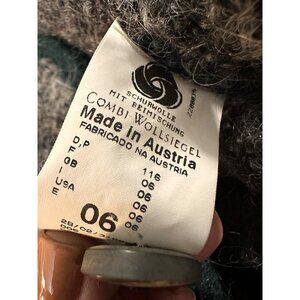 SCHURWOLLE
MIT BEIMISCHUNG
COMBI WOLLSIEGEL
Made in Austria
FABRICADO NA AUSTRIA
D,P 116
F 06
GB 06
I 06
USA 06
E 06
06